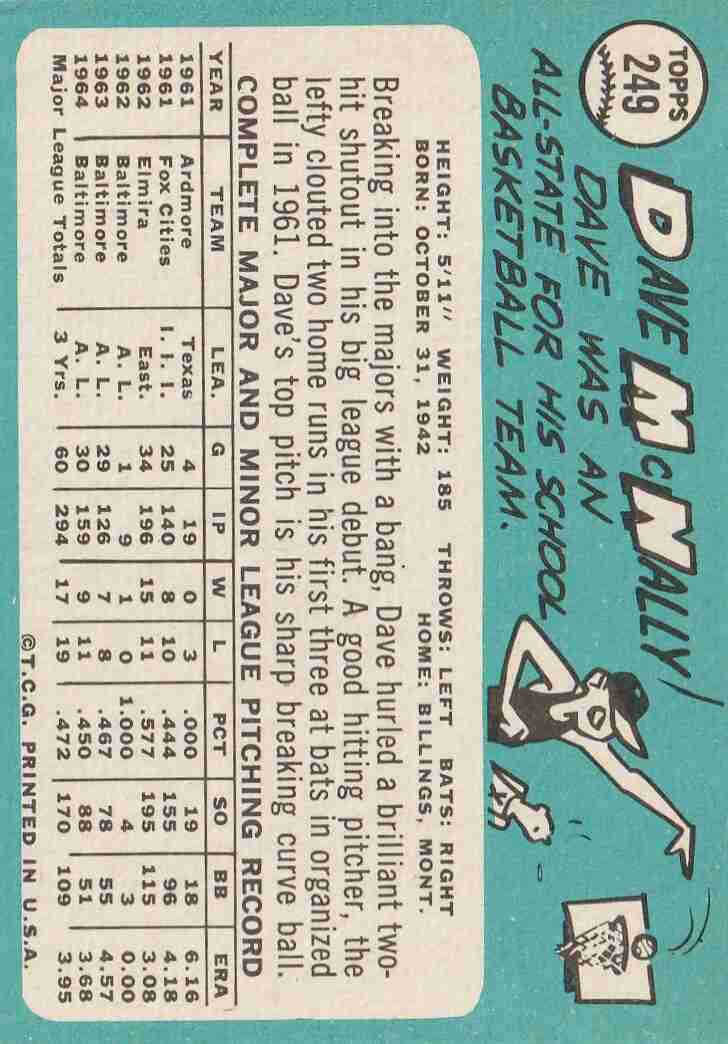 TOPPS
249
DAVE McNALLY
DAVE WAS AN
ALL-STATE FOR HIS SCHOOL
BASKETBALL TEAM.
HEIGHT: 5'11" WEIGHT: 185 THROWS: LEFT BATS: RIGHT
BORN: OCTOBER 31, 1942 HOME: BILLINGS, MONT.
Breaking into the majors with a bang, Dave hurled a brilliant two-
hit shutout in his big league debut. A good hitting pitcher, the
lefty clouted two home runs in his first three at bats in organized
ball in 1961. Dave's top pitch is his sharp breaking curve ball.
COMPLETE MAJOR AND MINOR LEAGUE PITCHING RECORD
YEAR TEAM LEA. G IP W L PCT SO BB ERA
1961 Ardmore Texas 4 19 0 3 .000 19 18 6.16
1961 Fox Cities I. I. I. 25 140 8 10 .444 155 96 4.18
1962 Elmira East. 34 196 15 11 .577 195 115 3.08
1962 Baltimore A. L. 1 9 1 0 1.000 4 3 0.00
1963 Baltimore A. L. 29 126 7 8 .467 78 55 4.57
1964 Baltimore A. L. 30 159 9 11 .450 88 51 3.68
Major League Totals 3 Yrs. 60 294 17 19 .472 170 109 3.95
©T.C.G. PRINTED IN U.S.A.